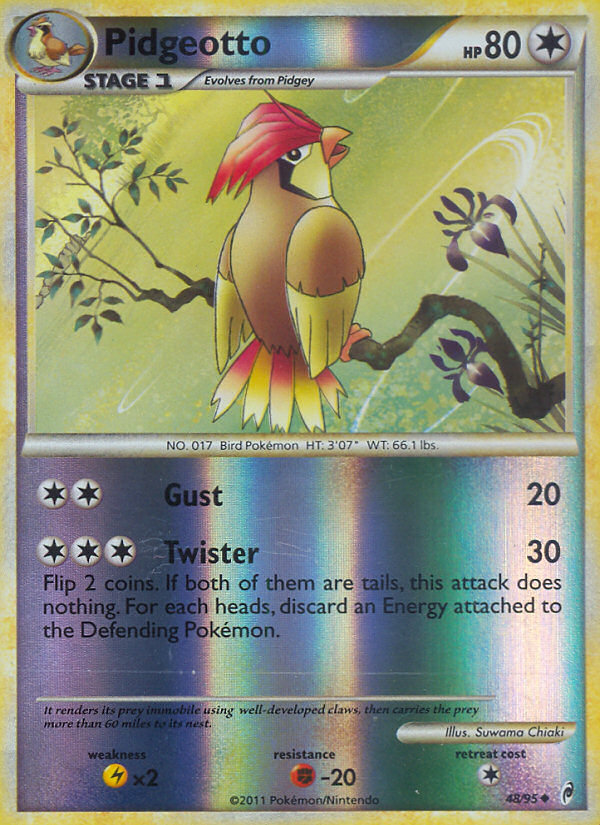 Pidgeotto
HP 80
STAGE 1
Evolves from Pidgey
NO. 017 Bird Pokémon HT: 3'07" WT: 66.1 lbs.
Gust 20
Twister 30
Flip 2 coins. If both of them are tails, this attack does
nothing. For each heads, discard an Energy attached to
the Defending Pokémon.
It renders its prey immobile using well-developed claws, then carries the prey
more than 60 miles to its nest.
Illus. Suwama Chiaki
weakness resistance retreat cost
×2 -20
©2011 Pokémon/Nintendo
48/95